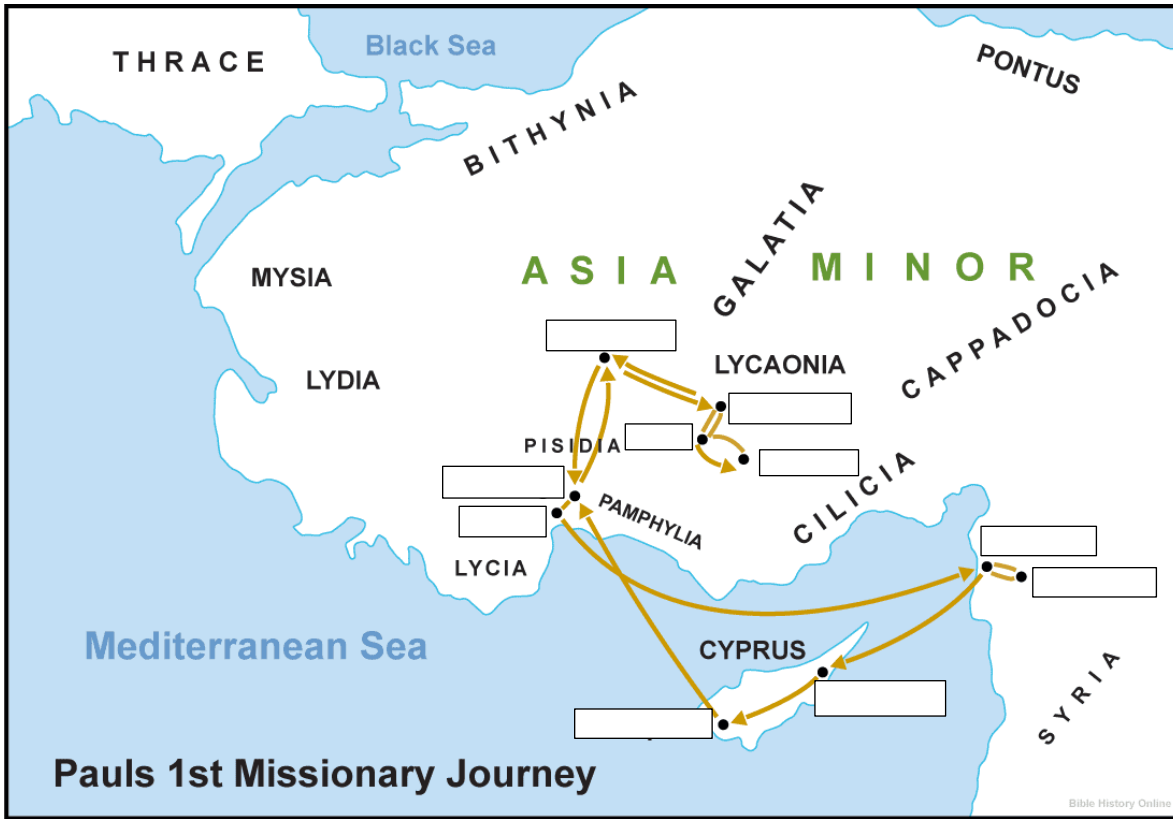 Black Sea
THRACE
PONTUS
BITHYNIA
GALATIA
ASIA MINOR
MYSIA
CAPPADOCIA
LYCAONIA
LYDIA
PISIDIA
CILICIA
PAMPHYLIA
LYCIA
Mediterranean Sea
CYPRUS
SYRIA
Pauls 1st Missionary Journey
Bible History Online